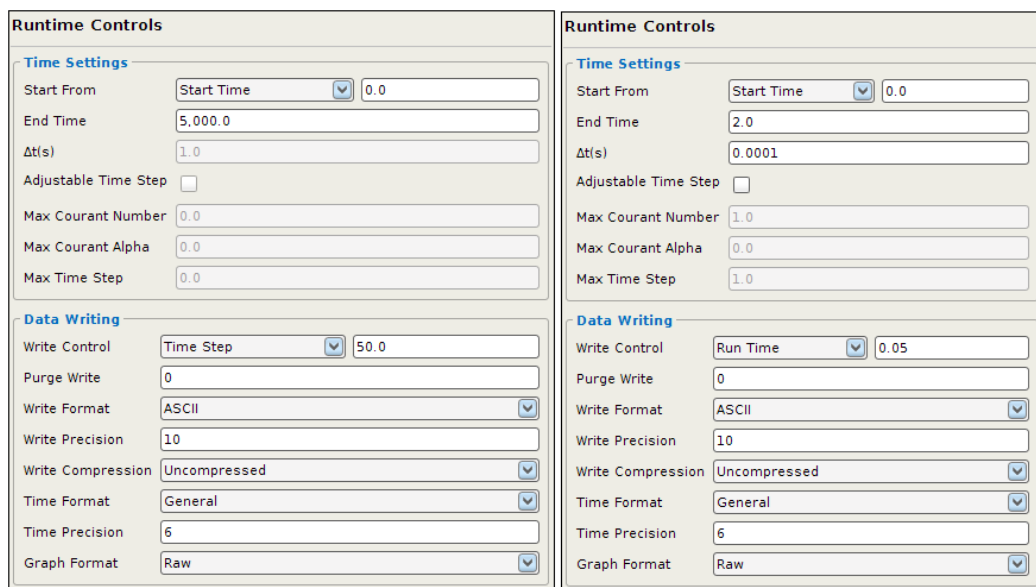 Runtime Controls
Time Settings
Start From Start Time 0.0
End Time 5,000.0
Δt(s) 1.0
Adjustable Time Step
Max Courant Number 0.0
Max Courant Alpha 0.0
Max Time Step 0.0
Data Writing
Write Control Time Step 50.0
Purge Write 0
Write Format ASCII
Write Precision 10
Write Compression Uncompressed
Time Format General
Time Precision 6
Graph Format Raw
Runtime Controls
Time Settings
Start From Start Time 0.0
End Time 2.0
Δt(s) 0.0001
Adjustable Time Step
Max Courant Number 1.0
Max Courant Alpha 0.0
Max Time Step 1.0
Data Writing
Write Control Run Time 0.05
Purge Write 0
Write Format ASCII
Write Precision 10
Write Compression Uncompressed
Time Format General
Time Precision 6
Graph Format Raw